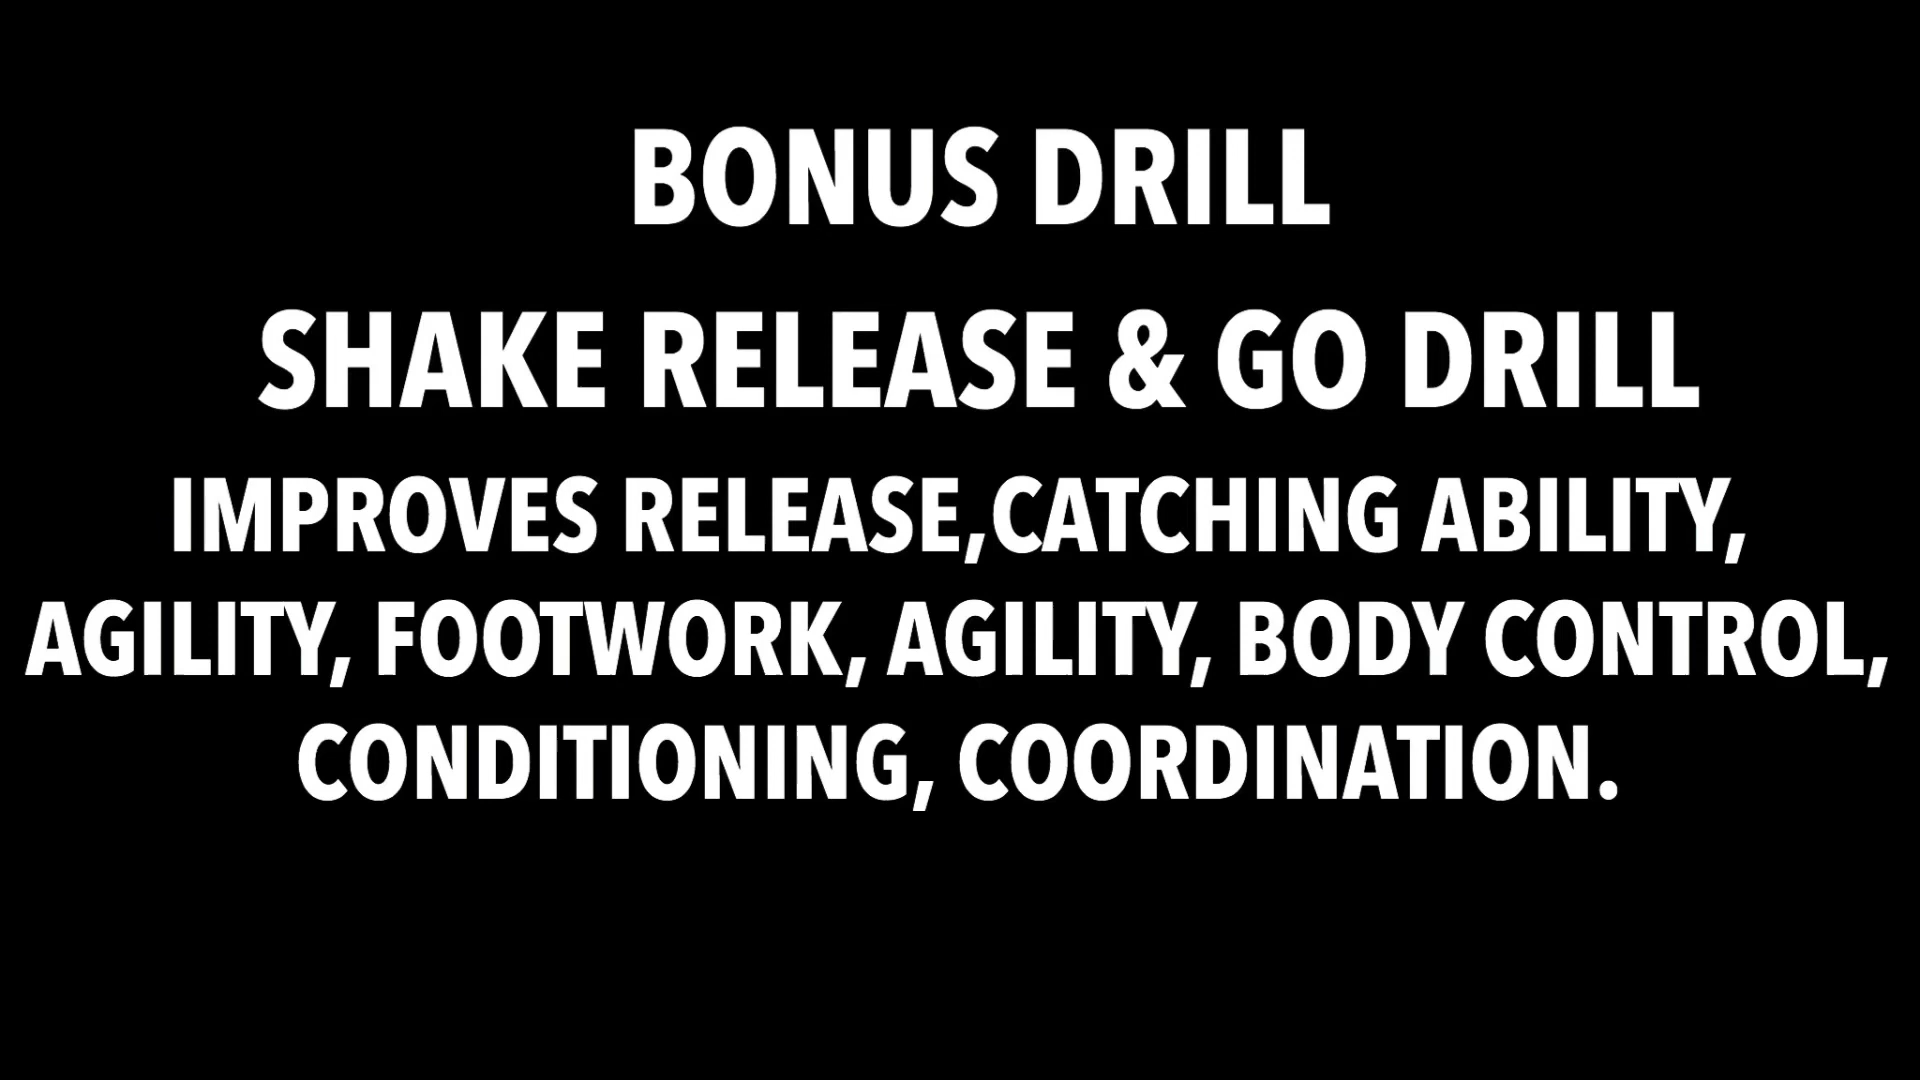 BONUS DRILL
SHAKE RELEASE & GO DRILL
IMPROVES RELEASE,CATCHING ABILITY,
AGILITY, FOOTWORK, AGILITY, BODY CONTROL,
CONDITIONING, COORDINATION.